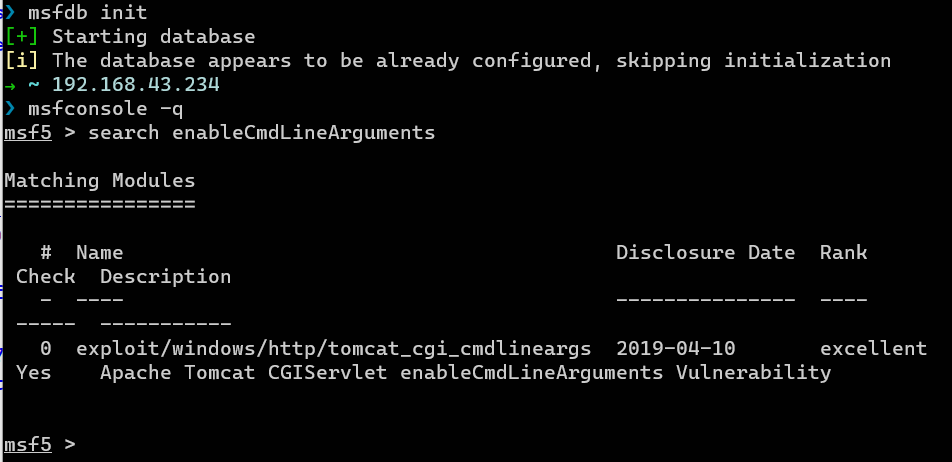 ❯ msfdb init
[+] Starting database
[i] The database appears to be already configured, skipping initialization
→ ~ 192.168.43.234
❯ msfconsole -q
msf5 > search enableCmdLineArguments
Matching Modules
================
#  Name                                         Disclosure Date  Rank
Check  Description
-  ----                                         ---------------  ----
-----  -----------
0  exploit/windows/http/tomcat_cgi_cmdlineargs  2019-04-10       excellent
Yes    Apache Tomcat CGIServlet enableCmdLineArguments Vulnerability
msf5 >